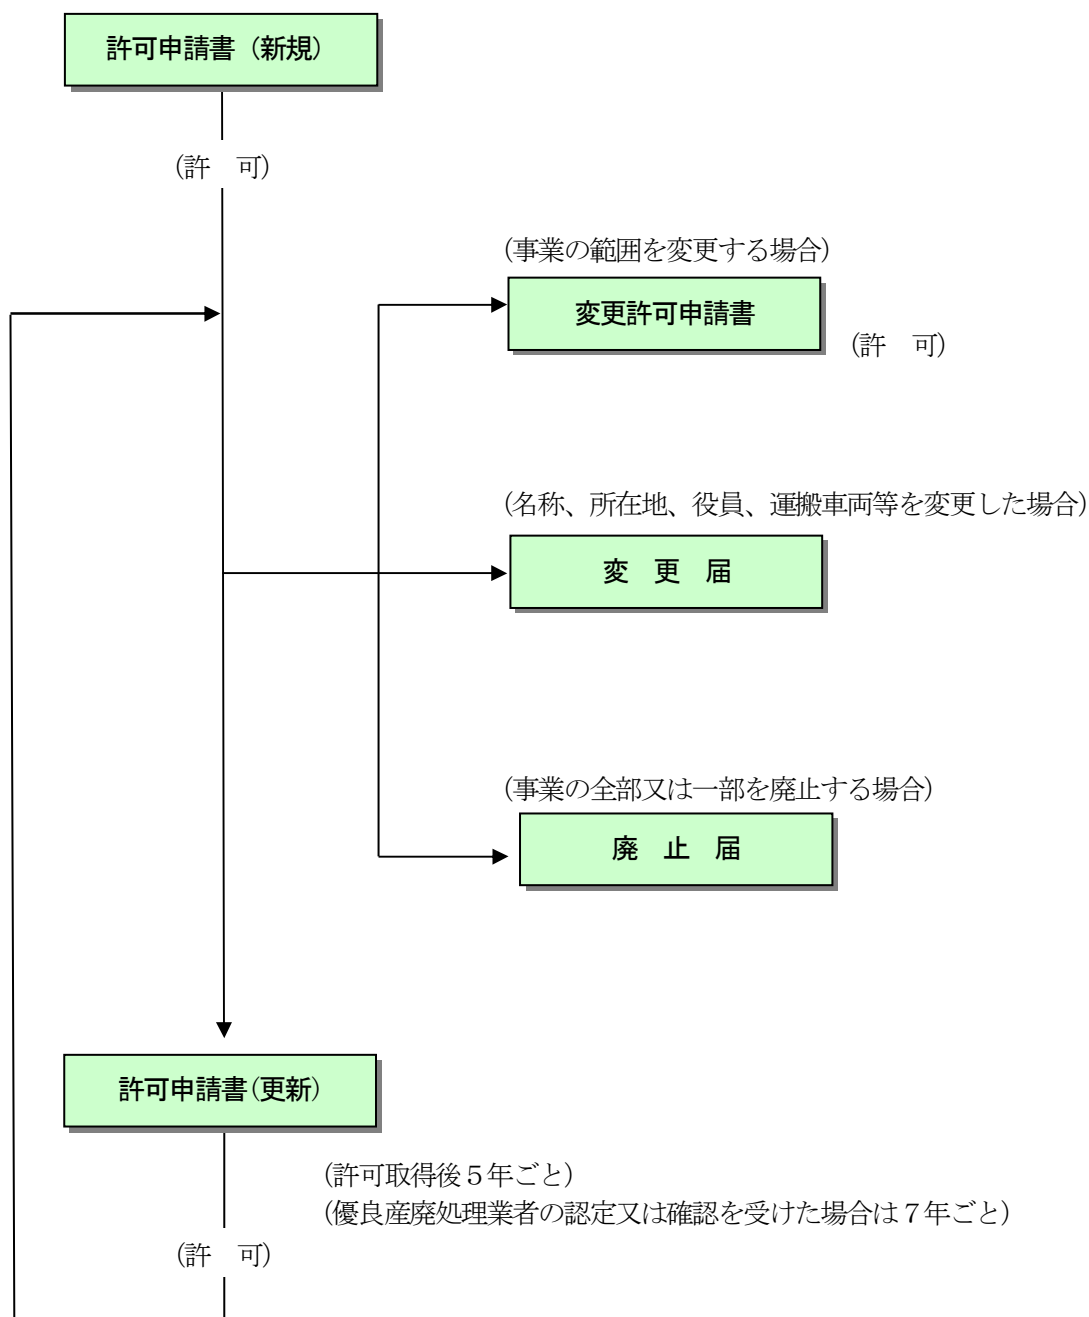 許可申請書（新規）
(許　可)
(事業の範囲を変更する場合)
変更許可申請書
(許　可)
(名称、所在地、役員、運搬車両等を変更した場合)
変　更　届
(事業の全部又は一部を廃止する場合)
廃　止　届
許可申請書(更新)
(許可取得後５年ごと)
(優良産廃処理業者の認定又は確認を受けた場合は７年ごと)
(許　可)